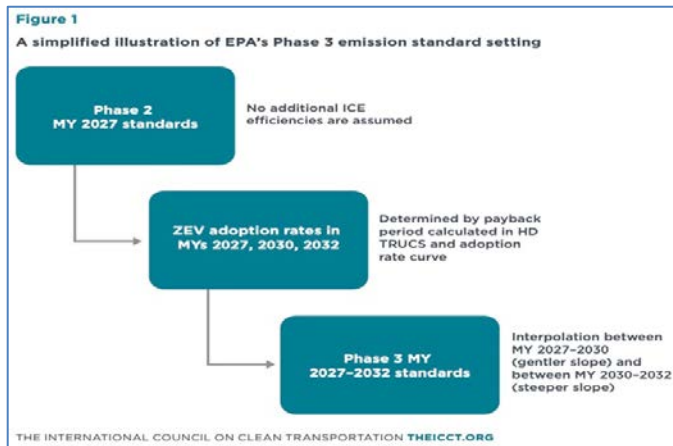 Figure 1
A simplified illustration of EPA's Phase 3 emission standard setting
Phase 2
MY 2027 standards
No additional ICE
efficiencies are assumed
ZEV adoption rates in
MYs 2027, 2030, 2032
Determined by payback
period calculated in HD
TRUCS and adoption
rate curve
Phase 3 MY
2027–2032 standards
Interpolation between
MY 2027–2030
(gentler slope) and
between MY 2030–2032
(steeper slope)
THE INTERNATIONAL COUNCIL ON CLEAN TRANSPORTATION THEICCT.ORG